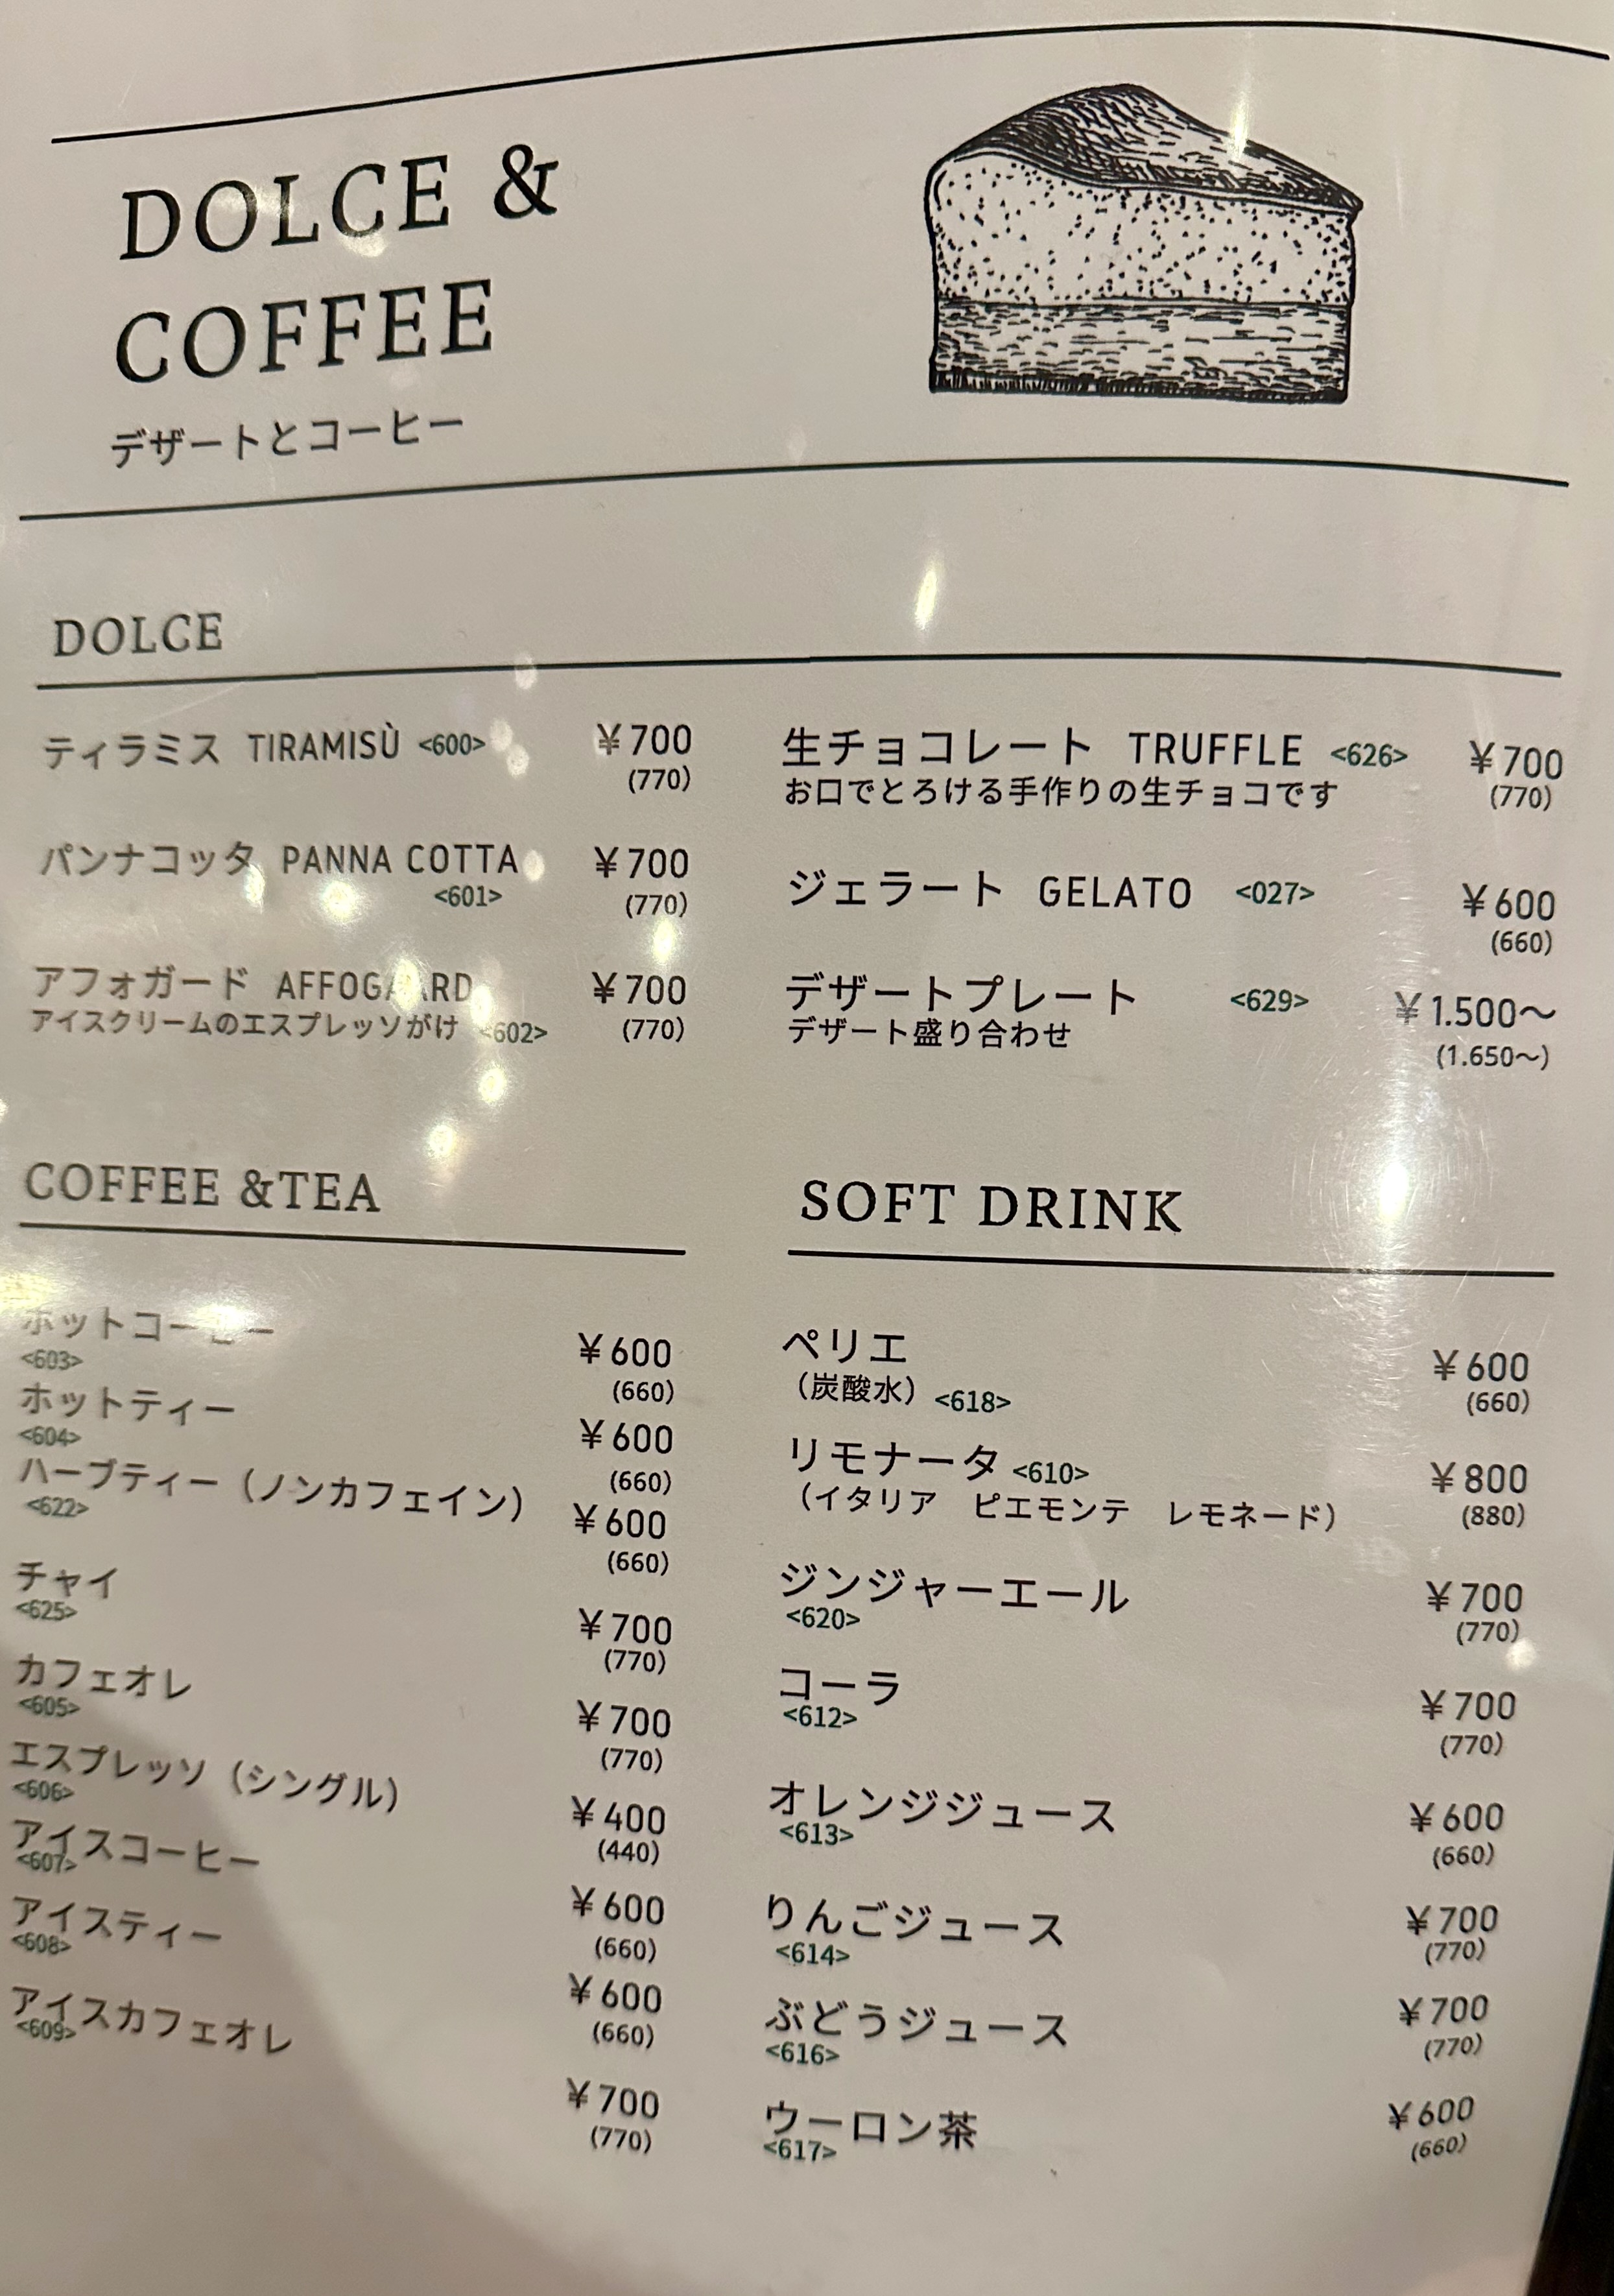 DOLCE &
COFFEE
デザートとコーヒー
DOLCE
ティラミス TIRAMISÙ <600> ¥700
(770)
パンナコッタ PANNA COTTA ¥700
<601> (770)
アフォガード ¥700
アイスクリームのエスプレッソがけ <602> (770)
生チョコレート TRUFFLE <626> ¥700
お口でとろける手作りの生チョコです (770)
ジェラート GELATO <027> ¥600
(660)
デザートプレート <629> ¥1.500〜
デザート盛り合わせ (1.650〜)
COFFEE &TEA
ホットコーヒー ¥600
<603> (660)
ホットティー ¥600
<604> (660)
ハーブティー（ノンカフェイン） ¥600
<622> (660)
チャイ ¥700
<625> (770)
カフェオレ ¥700
<605> (770)
エスプレッソ（シングル） ¥400
<606> (440)
アイスコーヒー ¥600
<607> (660)
アイスティー ¥600
<608> (660)
アイスカフェオレ ¥700
<609> (770)
SOFT DRINK
ペリエ ¥600
（炭酸水）<618> (660)
リモナータ <610> ¥800
（イタリア ピエモンテ レモネード） (880)
ジンジャーエール ¥700
<620> (770)
コーラ ¥700
<612> (770)
オレンジジュース ¥600
<613> (660)
りんごジュース ¥700
<614> (770)
ぶどうジュース ¥700
<616> (770)
ウーロン茶 ¥600
<617> (660)